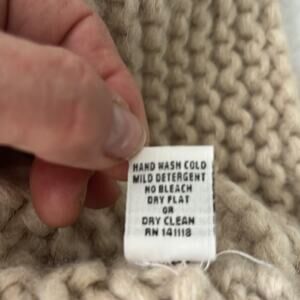 HAND WASH COLD
MILD DETERGENT
NO BLEACH
DRY FLAT
OR
DRY CLEAN
RN 141118